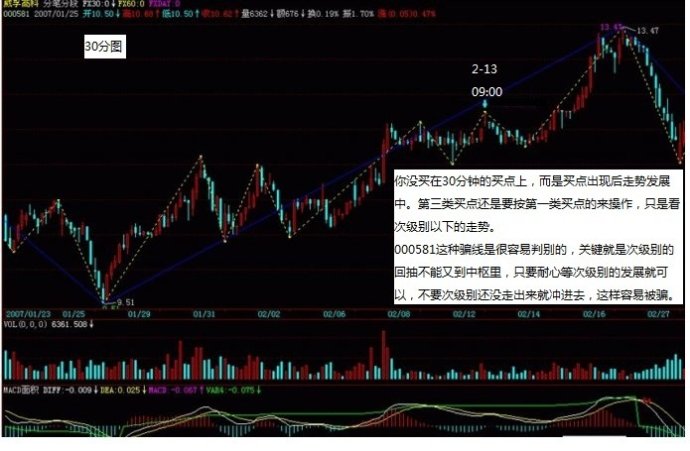 威孚高科 分笔分段 FX30:0↓FX60:0 FXDAY:0
000581 2007/01/25 开10.50↓高10.68↑低10.50↑收10.62↑量6362↓额676↓换0.19% 振1.70% 涨(0.05)0.47%
30分图
13.45
13.47
2-13
09:00
你没买在30分钟的买点上，而是买点出现后走势发展
中。第三类买点还是要按第一类买点的来操作，只是看
次级别以下的走势。
000581这种骗线是很容易判别的，关键就是次级别的
回抽不能又到中枢里，只要耐心等次级别的发展就可
以，不要次级别还没走出来就冲进去，这样容易被骗。
9.51
2007/01/23 01/25 01/29 01/31 02/02 02/06 02/08 02/12 02/14 02/16 02/27
VOL(0,0,0) 6361.508↓
MACD面积 DIFF:-0.009↓DEA:0.025↓MACD:-0.067↑VAR4:-0.075↓